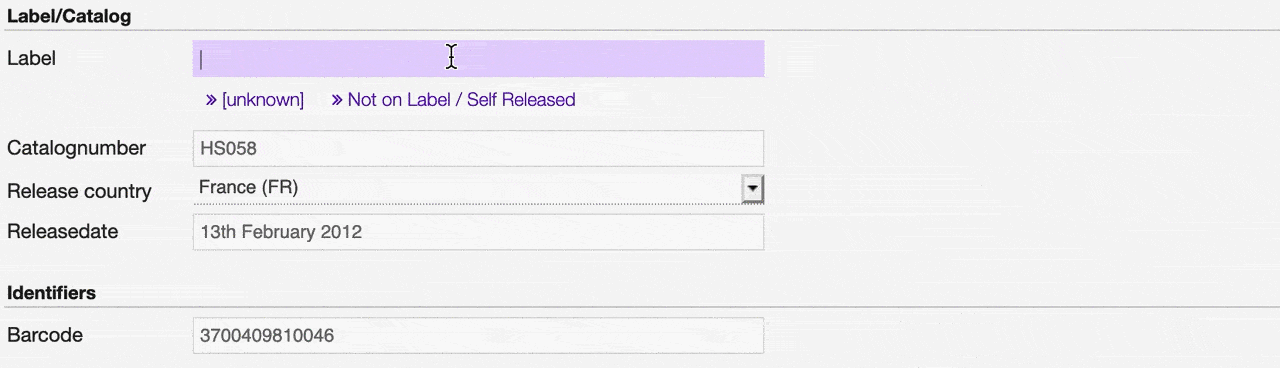 Label/Catalog
Label
» [unknown] » Not on Label / Self Released
Catalognumber HS058
Release country France (FR)
Releasedate 13th February 2012
Identifiers
Barcode 3700409810046